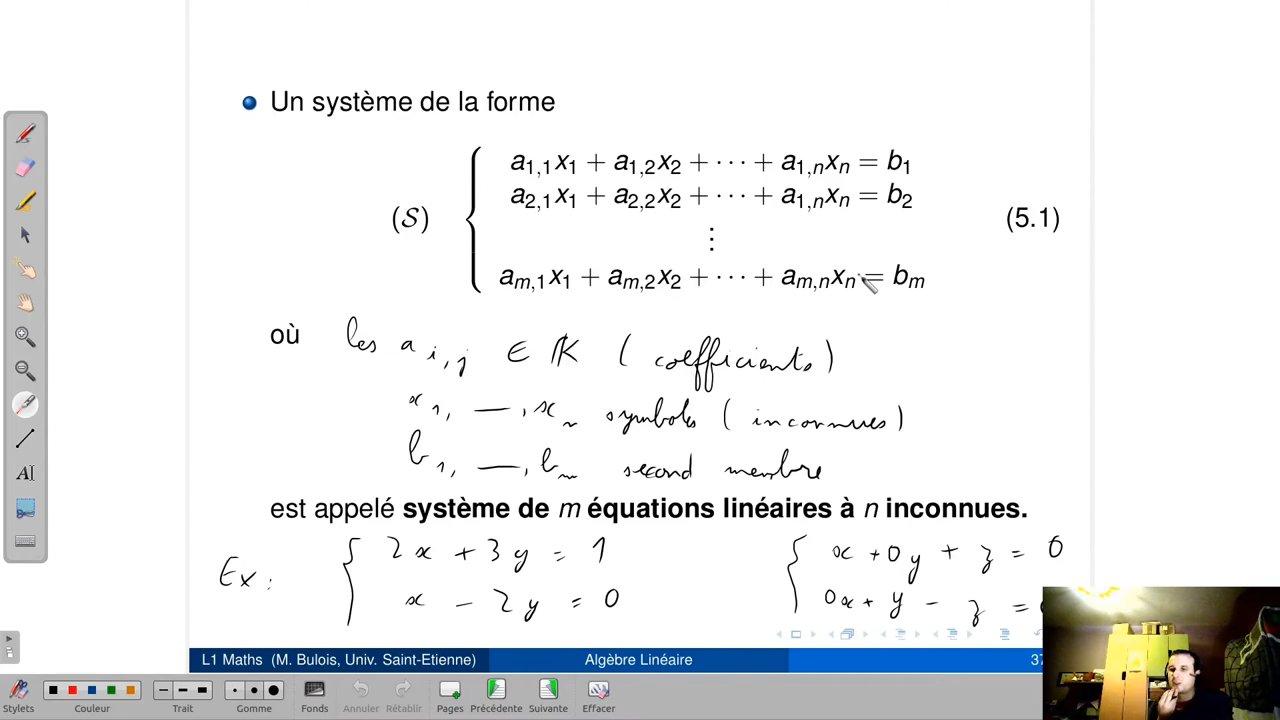 Un système de la forme
a1,1x1 + a1,2x2 + ··· + a1,nxn = b1
a2,1x1 + a2,2x2 + ··· + a1,nxn = b2
(S) ⋮ (5.1)
am,1x1 + am,2x2 + ··· + am,nxn = bm
où les ai,j ∈ K (coefficients)
x1, —, xn symboles (inconnues)
b1, —, bm second membre
est appelé système de m équations linéaires à n inconnues.
Ex: { 2x + 3y = 1 { x + 0y + z = 0
x - 2y = 0 0x + y - z =
L1 Maths (M. Bulois, Univ. Saint-Etienne) Algèbre Linéaire 37
Stylets Couleur Trait Gomme Fonds Annuler Rétablir Pages Précédente Suivante Effacer